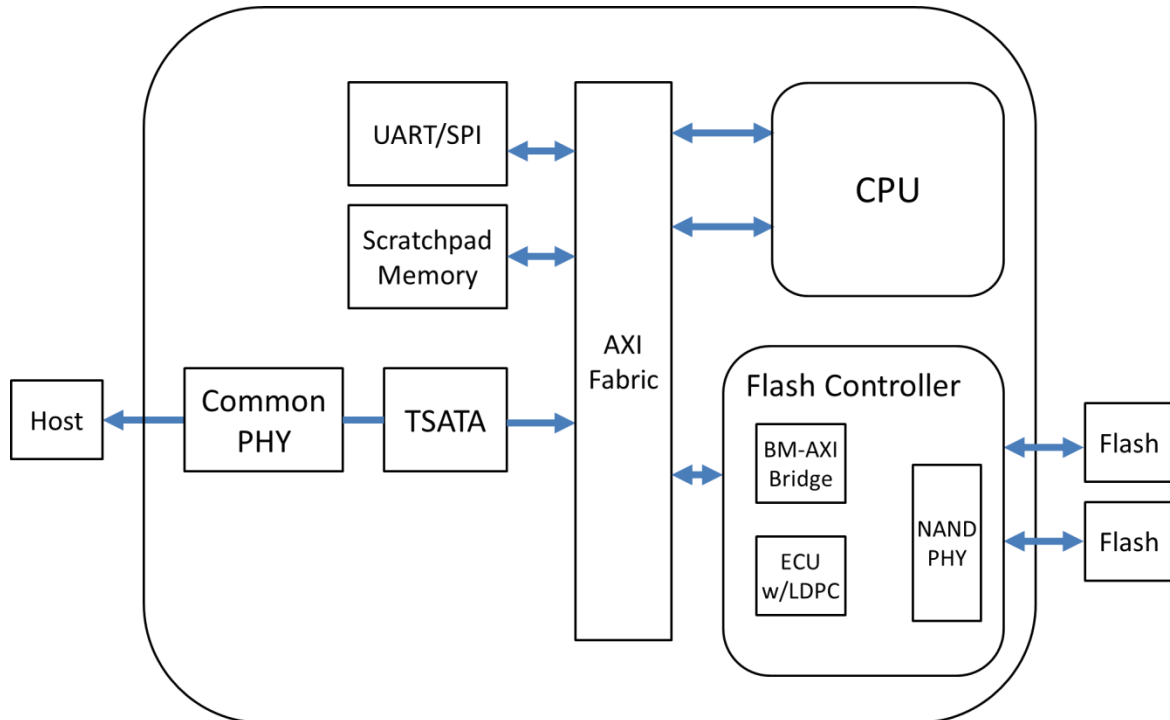 UART/SPI
Scratchpad
Memory
CPU
AXI
Fabric
Host
Common
PHY
TSATA
Flash Controller
BM-AXI
Bridge
ECU
w/LDPC
NAND
PHY
Flash
Flash